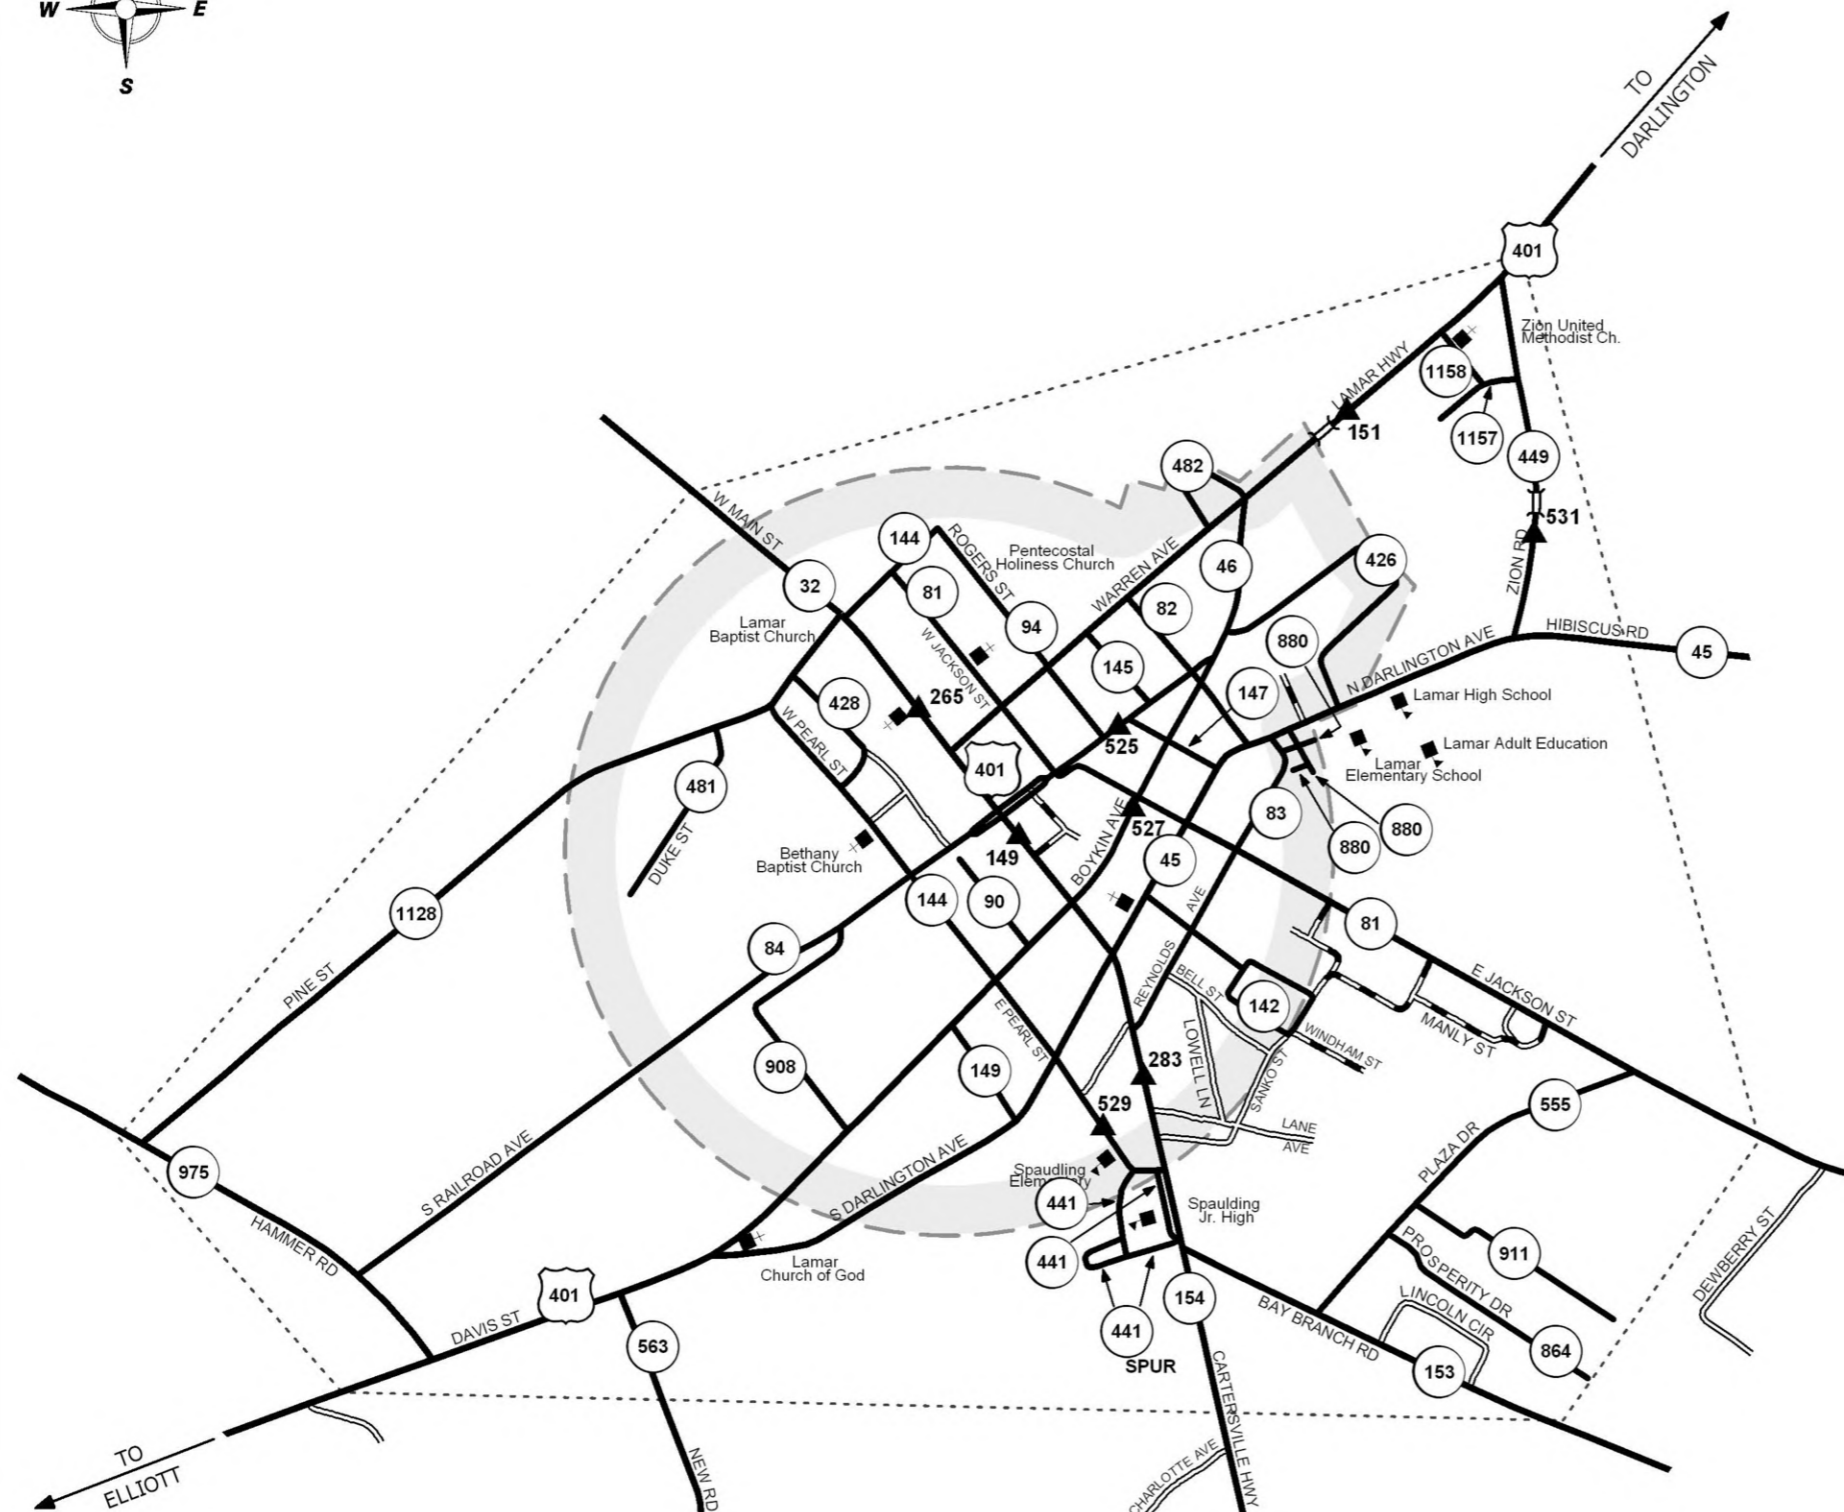 W
E
S
TO
DARLINGTON
401
Zion United
Methodist Ch.
LAMAR HWY
1158
151
1157
449
482
W MAIN ST
531
144
ROGERS ST
Pentecostal
Holiness Church
WARREN AVE
46
426
ZION RD
32
81
82
Lamar
Baptist Church
94
880
HIBISCUS RD
45
W JACKSON ST
145
N DARLINGTON AVE
147
Lamar High School
265
428
W PEARL ST
525
Lamar Adult Education
401
Lamar
Elementary School
481
BOYKIN AVE
527
83
880
880
DUKE ST
Bethany
Baptist Church
149
45
1128
144
90
AVE
81
84
PINE ST
REYNOLDS
BELL ST
E JACKSON ST
142
E PEARL ST
LOWELL LN
WINDHAM ST
MANLY ST
908
149
283
SANKO ST
529
555
LANE
AVE
975
S RAILROAD AVE
PLAZA DR
Spaudling
Elementary
S DARLINGTON AVE
441
Spaulding
Jr. High
HAMMER RD
911
DEWBERRY ST
PROSPERITY DR
Lamar
Church of God
441
401
154
LINCOLN CIR
DAVIS ST
441
SPUR
BAY BRANCH RD
563
864
153
CARTERSVILLE HWY
NEW RD
CHARLOTTE AVE
TO
ELLIOTT